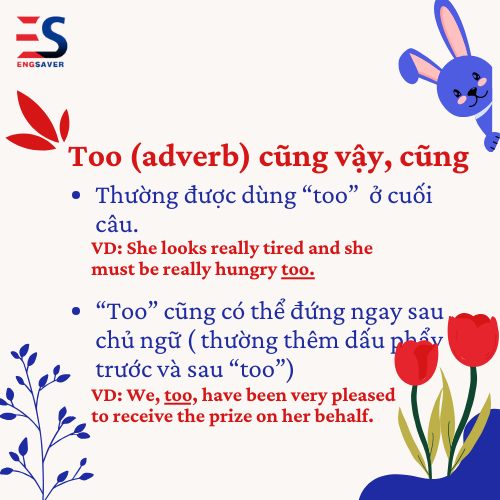 ES
ENGSAVER
Too (adverb) cũng vậy, cũng
• Thường được dùng “too” ở cuối
câu.
VD: She looks really tired and she
must be really hungry too.
• “Too” cũng có thể đứng ngay sau
chủ ngữ ( thường thêm dấu phẩy
trước và sau “too”)
VD: We, too, have been very pleased
to receive the prize on her behalf.